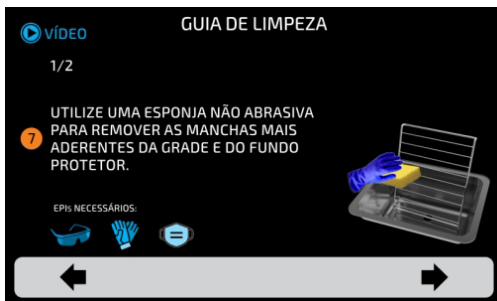 GUIA DE LIMPEZA
VÍDEO
1/2
7
UTILIZE UMA ESPONJA NÃO ABRASIVA
PARA REMOVER AS MANCHAS MAIS
ADERENTES DA GRADE E DO FUNDO
PROTETOR.
EPIs NECESSÁRIOS: